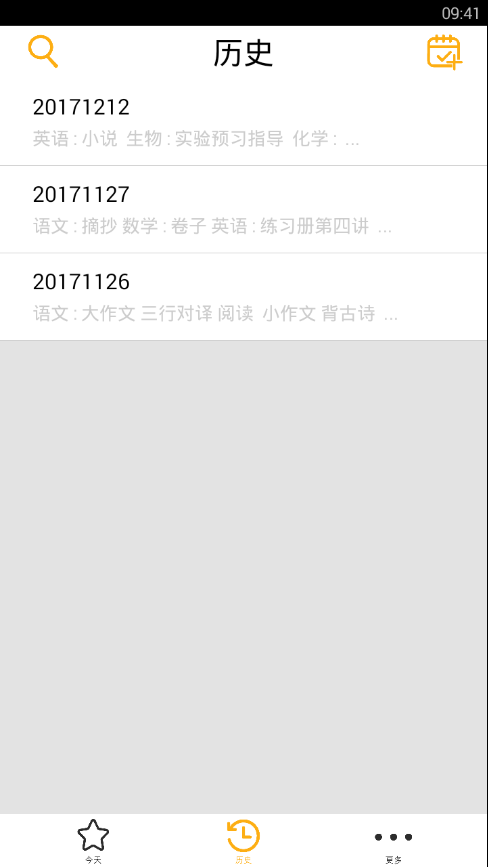 09:41
历史
20171212
英语 : 小说  生物 : 实验预习指导  化学 :  ...
20171127
语文 : 摘抄 数学 : 卷子 英语 : 练习册第四讲  ...
20171126
语文 : 大作文 三行对译 阅读  小作文 背古诗  ...
今天
历史
更多